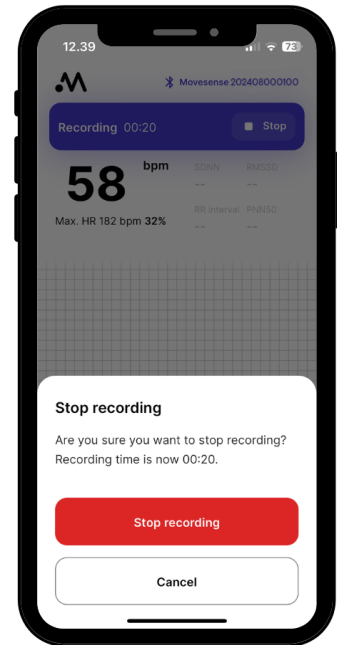 12.39
73
Movesense 202408000100
Recording 00:20
Stop
58 bpm
Max. HR 182 bpm 32%
SDNN RMSSD
-- --
RR Interval PNN50
-- --
Stop recording
Are you sure you want to stop recording?
Recording time is now 00:20.
Stop recording
Cancel